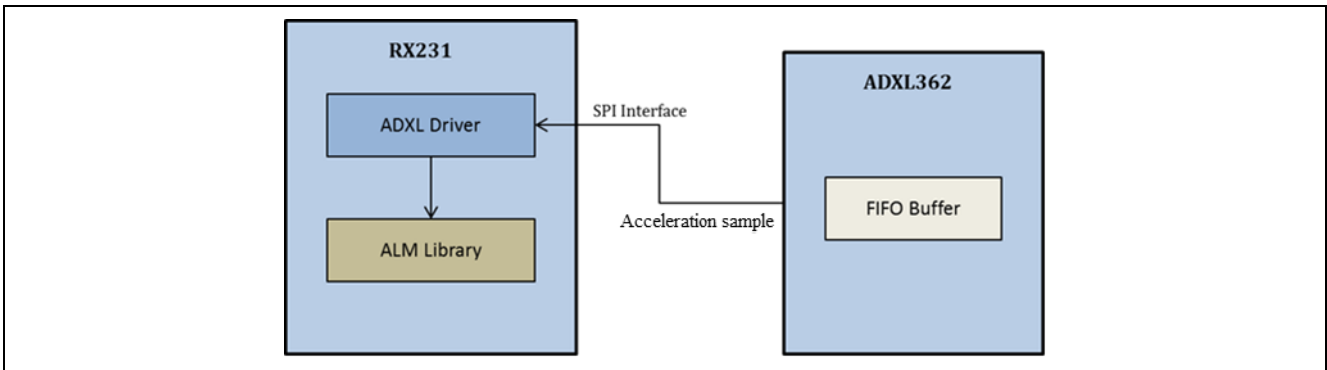 RX231
ADXL Driver
ALM Library
SPI Interface
Acceleration sample
ADXL362
FIFO Buffer